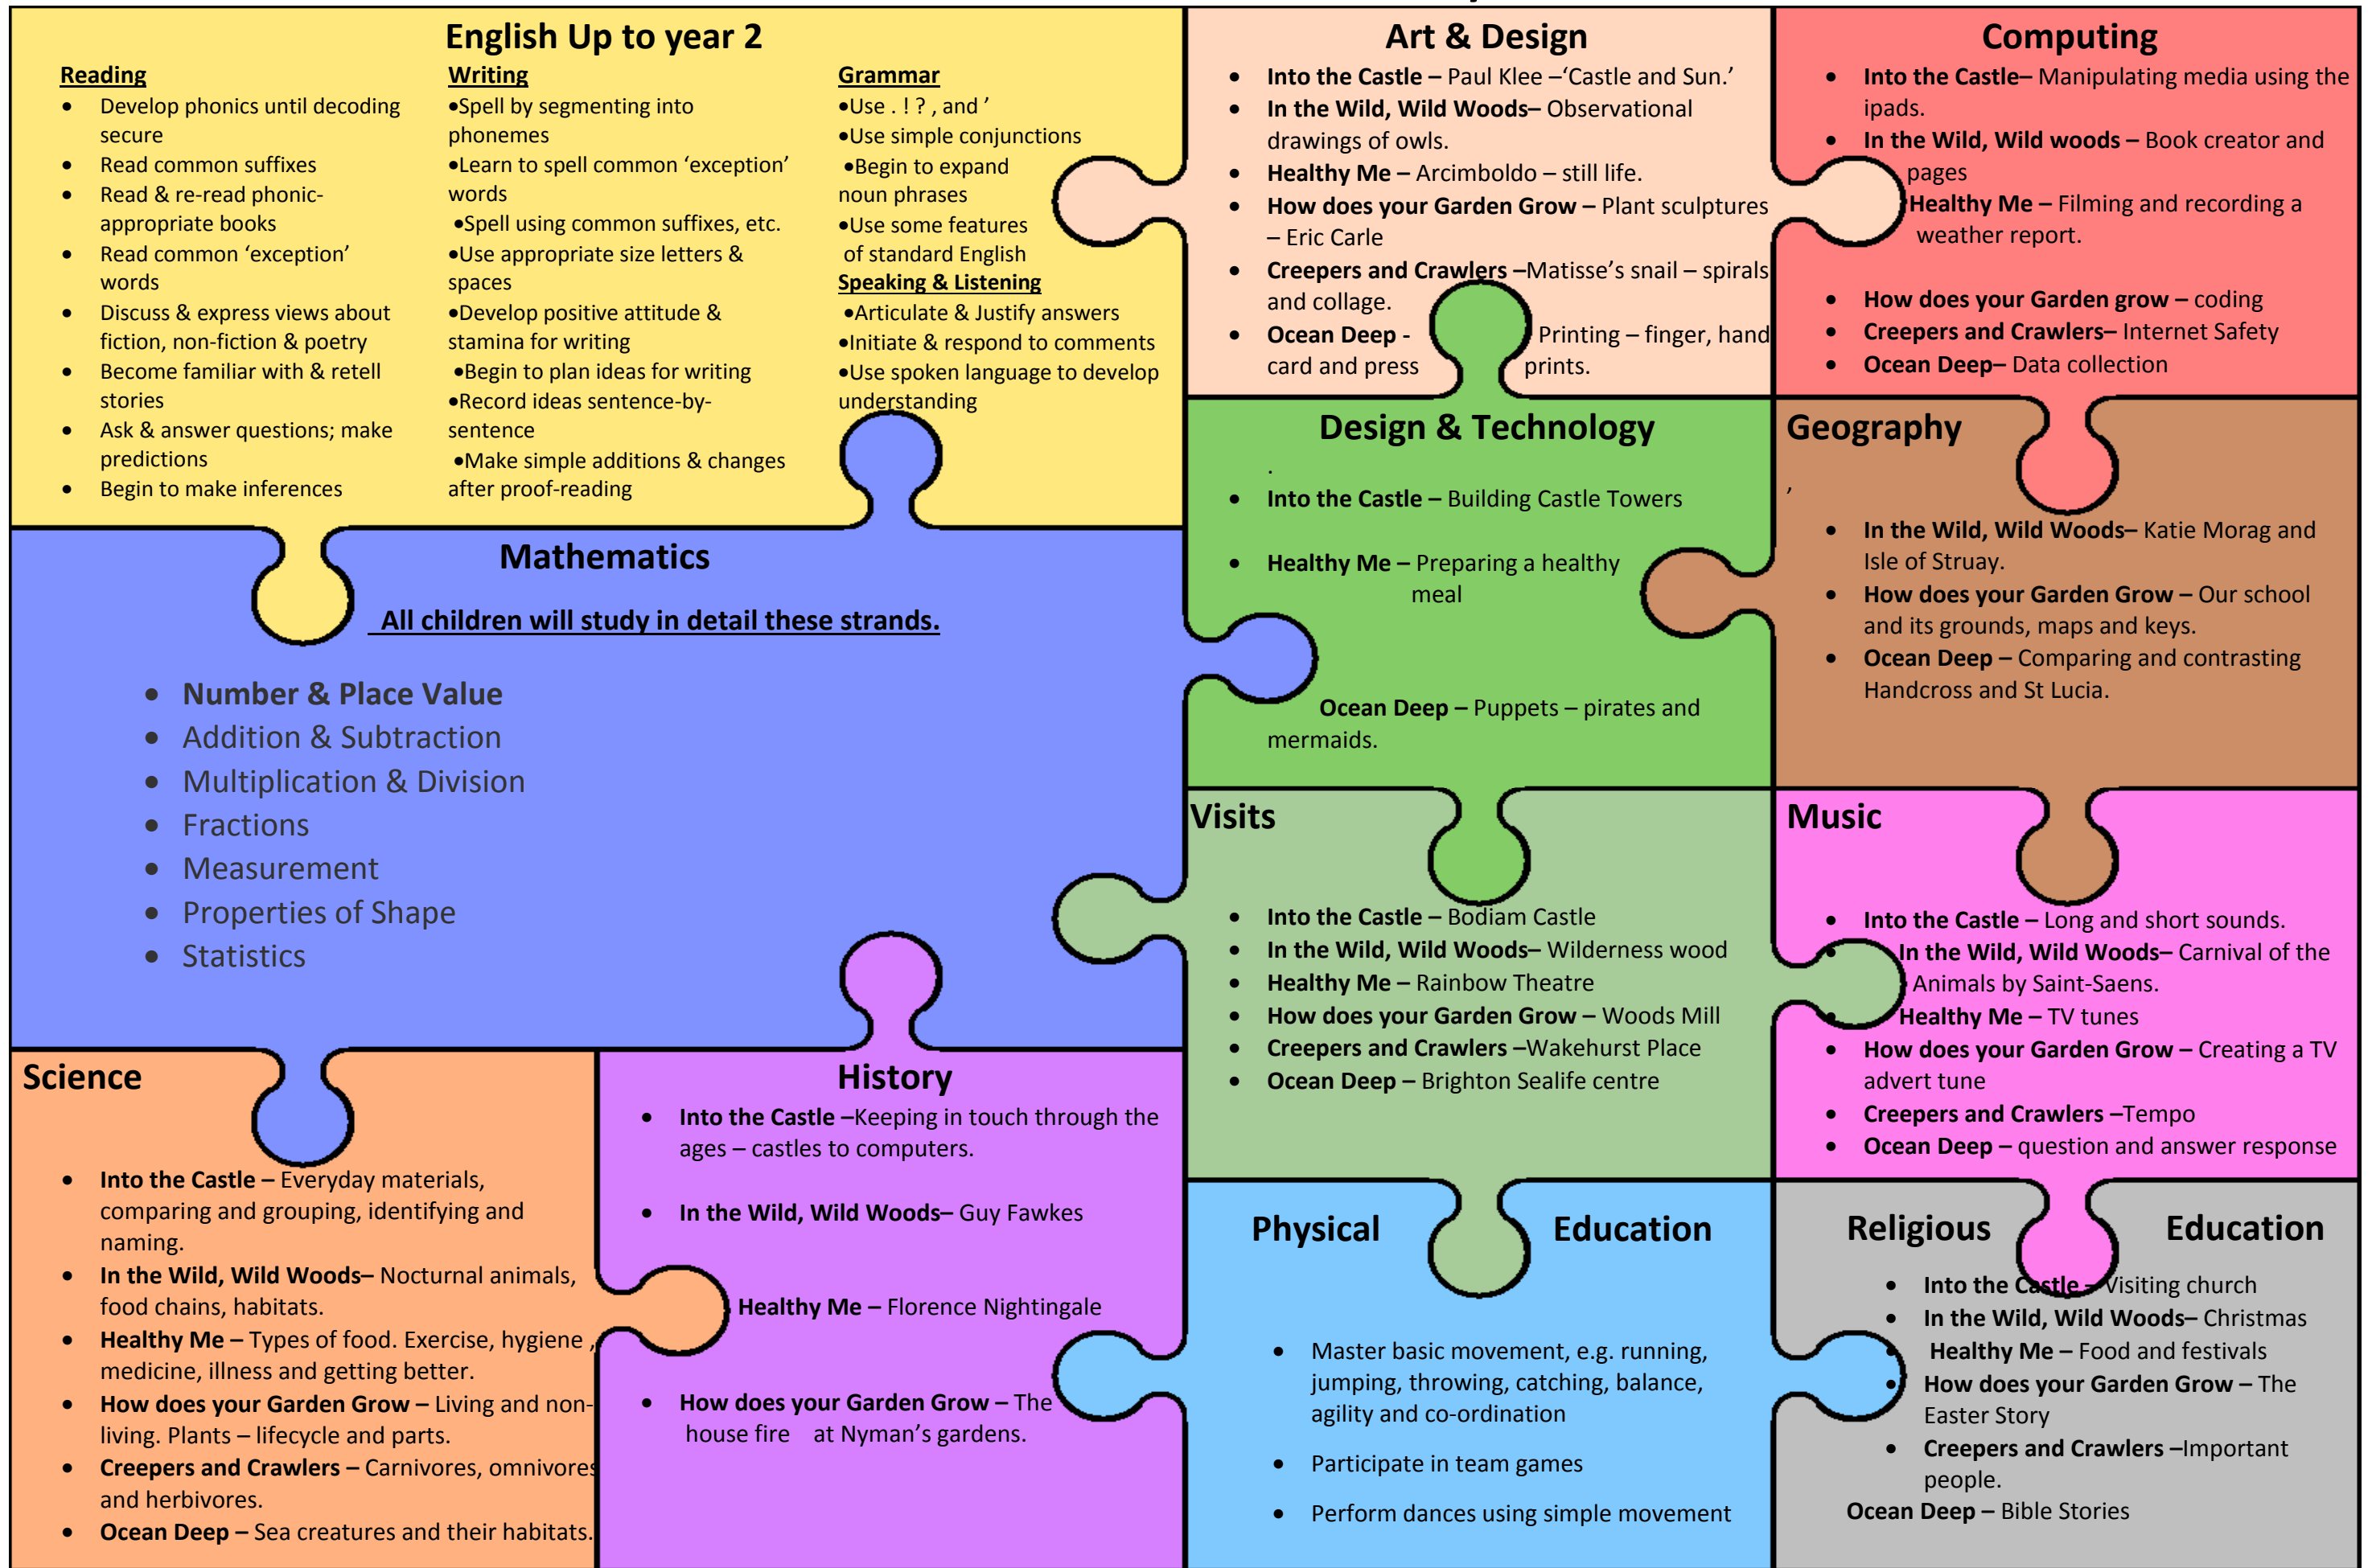 English Up to year 2
Reading
• Develop phonics until decoding
secure
• Read common suffixes
• Read & re-read phonic-
appropriate books
• Read common ‘exception’
words
• Discuss & express views about
fiction, non-fiction & poetry
• Become familiar with & retell
stories
• Ask & answer questions; make
predictions
• Begin to make inferences
Writing
•Spell by segmenting into
phonemes
•Learn to spell common ‘exception’
words
•Spell using common suffixes, etc.
•Use appropriate size letters &
spaces
•Develop positive attitude &
stamina for writing
•Begin to plan ideas for writing
•Record ideas sentence-by-
sentence
•Make simple additions & changes
after proof-reading
Grammar
•Use . ! ? , and ’
•Use simple conjunctions
•Begin to expand
noun phrases
•Use some features
of standard English
Speaking & Listening
•Articulate & Justify answers
•Initiate & respond to comments
•Use spoken language to develop
understanding
Art & Design
• Into the Castle – Paul Klee –‘Castle and Sun.’
• In the Wild, Wild Woods– Observational
drawings of owls.
• Healthy Me – Arcimboldo – still life.
• How does your Garden Grow – Plant sculptures
– Eric Carle
• Creepers and Crawlers –Matisse’s snail – spirals
and collage.
• Ocean Deep - Printing – finger, hand
card and press prints.
Computing
• Into the Castle– Manipulating media using the
ipads.
• In the Wild, Wild woods – Book creator and
pages
Healthy Me – Filming and recording a
weather report.
• How does your Garden grow – coding
• Creepers and Crawlers– Internet Safety
• Ocean Deep– Data collection
Mathematics
All children will study in detail these strands.
• Number & Place Value
• Addition & Subtraction
• Multiplication & Division
• Fractions
• Measurement
• Properties of Shape
• Statistics
Design & Technology
.
• Into the Castle – Building Castle Towers
• Healthy Me – Preparing a healthy
meal
Ocean Deep – Puppets – pirates and
mermaids.
Geography
,
• In the Wild, Wild Woods– Katie Morag and
Isle of Struay.
• How does your Garden Grow – Our school
and its grounds, maps and keys.
• Ocean Deep – Comparing and contrasting
Handcross and St Lucia.
Visits
• Into the Castle – Bodiam Castle
• In the Wild, Wild Woods– Wilderness wood
• Healthy Me – Rainbow Theatre
• How does your Garden Grow – Woods Mill
• Creepers and Crawlers –Wakehurst Place
• Ocean Deep – Brighton Sealife centre
Music
• Into the Castle – Long and short sounds.
• In the Wild, Wild Woods– Carnival of the
Animals by Saint-Saens.
• Healthy Me – TV tunes
• How does your Garden Grow – Creating a TV
advert tune
• Creepers and Crawlers –Tempo
• Ocean Deep – question and answer response
Science
• Into the Castle – Everyday materials,
comparing and grouping, identifying and
naming.
• In the Wild, Wild Woods– Nocturnal animals,
food chains, habitats.
• Healthy Me – Types of food. Exercise, hygiene ,
medicine, illness and getting better.
• How does your Garden Grow – Living and non-
living. Plants – lifecycle and parts.
• Creepers and Crawlers – Carnivores, omnivores
and herbivores.
• Ocean Deep – Sea creatures and their habitats.
History
• Into the Castle –Keeping in touch through the
ages – castles to computers.
• In the Wild, Wild Woods– Guy Fawkes
Healthy Me – Florence Nightingale
• How does your Garden Grow – The
house fire at Nyman’s gardens.
Physical Education
• Master basic movement, e.g. running,
jumping, throwing, catching, balance,
agility and co-ordination
• Participate in team games
• Perform dances using simple movement
Religious Education
• Into the Castle – Visiting church
• In the Wild, Wild Woods– Christmas
• Healthy Me – Food and festivals
• How does your Garden Grow – The
Easter Story
• Creepers and Crawlers –Important
people.
Ocean Deep – Bible Stories